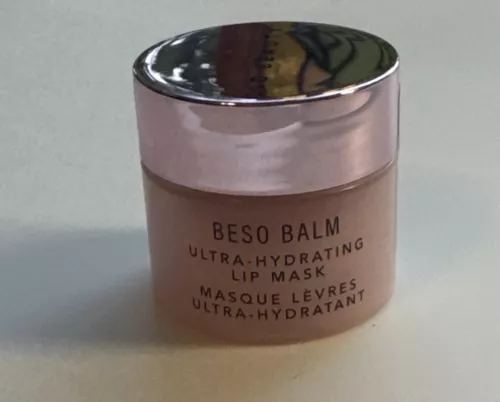 BESO BALM
ULTRA-HYDRATING
LIP MASK
MASQUE LÈVRES
ULTRA-HYDRATANT